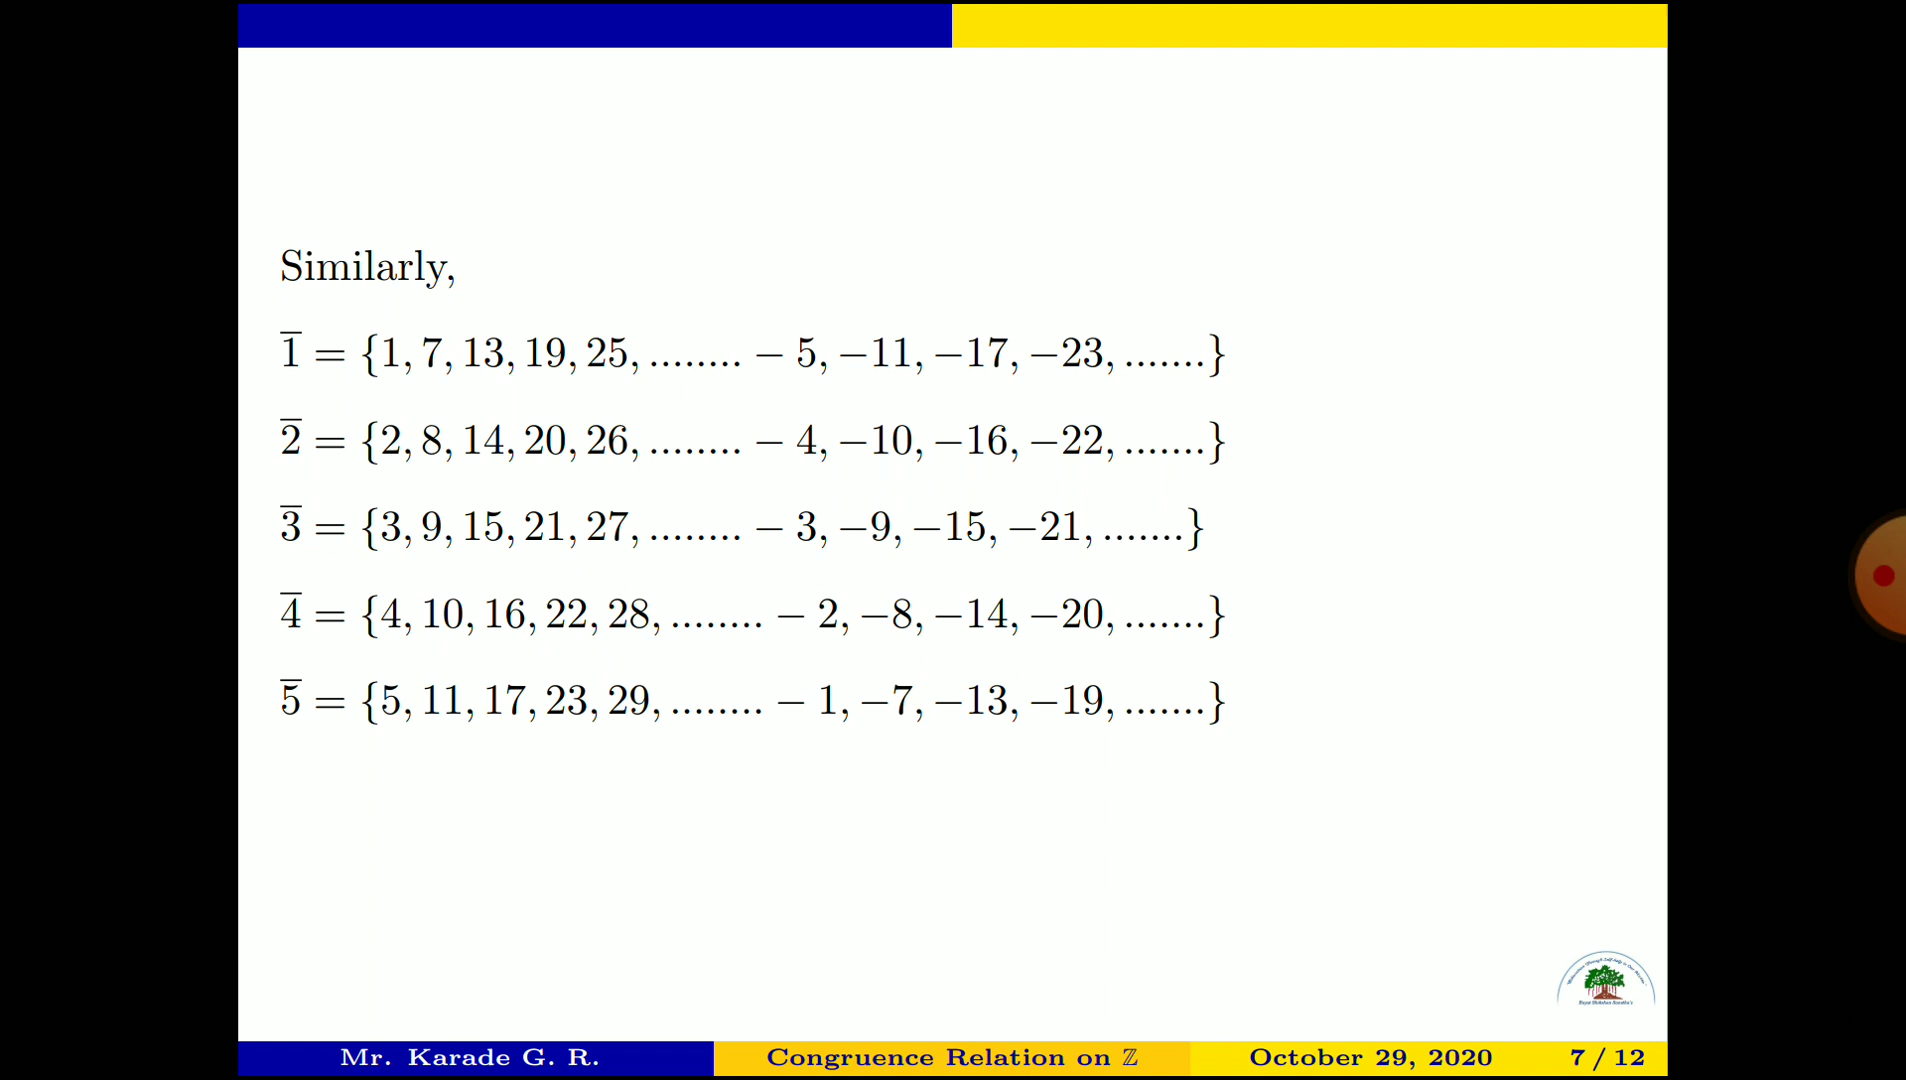 Similarly,
1̅ = {1, 7, 13, 19, 25, ........ − 5, −11, −17, −23, .......}
2̅ = {2, 8, 14, 20, 26, ........ − 4, −10, −16, −22, .......}
3̅ = {3, 9, 15, 21, 27, ........ − 3, −9, −15, −21, .......}
4̅ = {4, 10, 16, 22, 28, ........ − 2, −8, −14, −20, .......}
5̅ = {5, 11, 17, 23, 29, ........ − 1, −7, −13, −19, .......}
Mr. Karade G. R. Congruence Relation on ℤ October 29, 2020 7 / 12